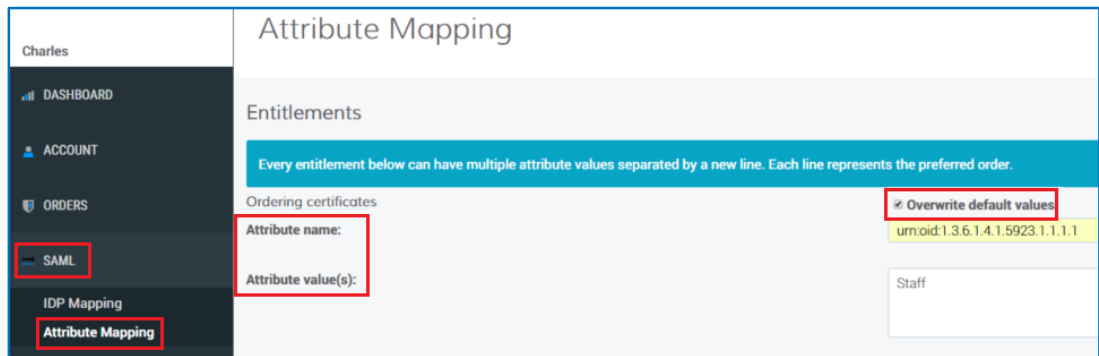 Attribute Mapping
Charles
DASHBOARD
ACCOUNT
ORDERS
SAML
IDP Mapping
Attribute Mapping
Entitlements
Every entitlement below can have multiple attribute values separated by a new line. Each line represents the preferred order.
Ordering certificates
Overwrite default values
Attribute name:
urn:oid:1.3.6.1.4.1.5923.1.1.1.1
Attribute value(s):
Staff